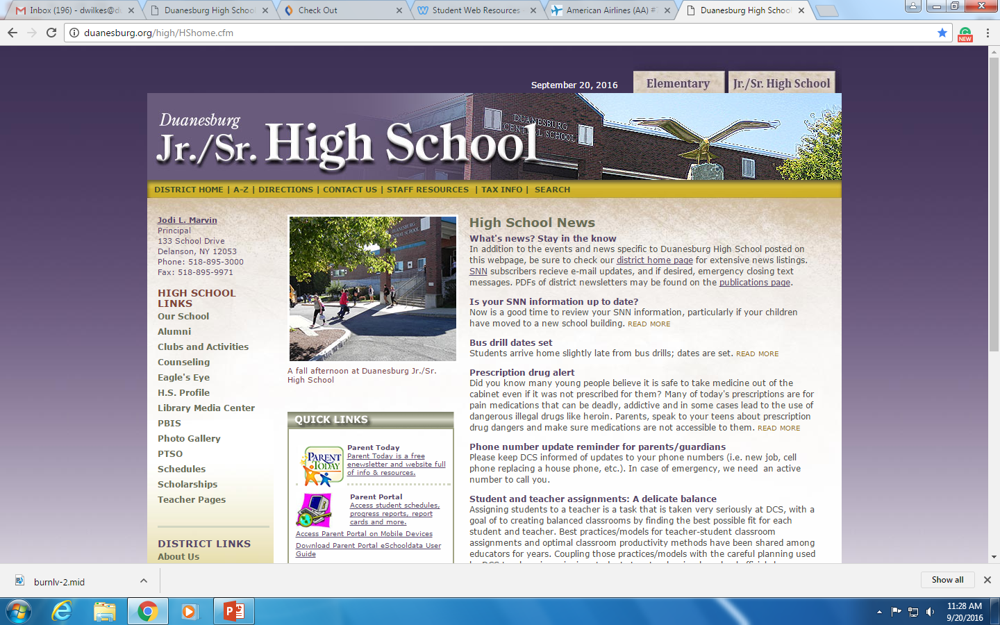 Inbox (196) - dwilkes@d
Duanesburg High School
Check Out
Student Web Resources
American Airlines (AA) #
Duanesburg High School
duanesburg.org/high/HShome.cfm
NEW
September 20, 2016
Elementary
Jr./Sr. High School
DUANESBURG
CENTRAL SCHOOL
Duanesburg
Jr./Sr. High School
DISTRICT HOME | A-Z | DIRECTIONS | CONTACT US | STAFF RESOURCES | TAX INFO | SEARCH
Jodi L. Marvin
Principal
133 School Drive
Delanson, NY 12053
Phone: 518-895-3000
Fax: 518-895-9971
HIGH SCHOOL
LINKS
Our School
Alumni
Clubs and Activities
Counseling
Eagle's Eye
H.S. Profile
Library Media Center
PBIS
Photo Gallery
PTSO
Schedules
Scholarships
Teacher Pages
DISTRICT LINKS
About Us
DUANESBURG
CENTRAL SCHOOL
A fall afternoon at Duanesburg Jr./Sr.
High School
QUICK LINKS
PARENT
TODAY
Parent Today
Parent Today is a free
enewsletter and website full
of info & resources.
Parent Portal
Access student schedules,
progress reports, report
cards and more.
Access Parent Portal on Mobile Devices
Download Parent Portal eSchooldata User
Guide
High School News
What's news? Stay in the know
In addition to the events and news specific to Duanesburg High School posted on
this webpage, be sure to check our district home page for extensive news listings.
SNN subscribers recieve e-mail updates, and if desired, emergency closing text
messages. PDFs of district newsletters may be found on the publications page.
Is your SNN information up to date?
Now is a good time to review your SNN information, particularly if your children
have moved to a new school building. READ MORE
Bus drill dates set
Students arrive home slightly late from bus drills; dates are set. READ MORE
Prescription drug alert
Did you know many young people believe it is safe to take medicine out of the
cabinet even if it was not prescribed for them? Many of today's prescriptions are for
pain medications that can be deadly, addictive and in some cases lead to the use of
dangerous illegal drugs like heroin. Parents, speak to your teens about prescription
drug dangers and make sure medications are not accessible to them. READ MORE
Phone number update reminder for parents/guardians
Please keep DCS informed of updates to your phone numbers (i.e. new job, cell
phone replacing a house phone, etc.). In case of emergency, we need an active
number to call you.
Student and teacher assignments: A delicate balance
Assigning students to a teacher is a task that is taken very seriously at DCS, with a
goal of to creating balanced classrooms by finding the best possible fit for each
student and teacher. Best practices/models for teacher-student classroom
assignments and optimal classroom productivity methods have been shared among
educators for years. Coupling those practices/models with the careful planning used
burnlv-2.mid
Show all
11:28 AM
9/20/2016